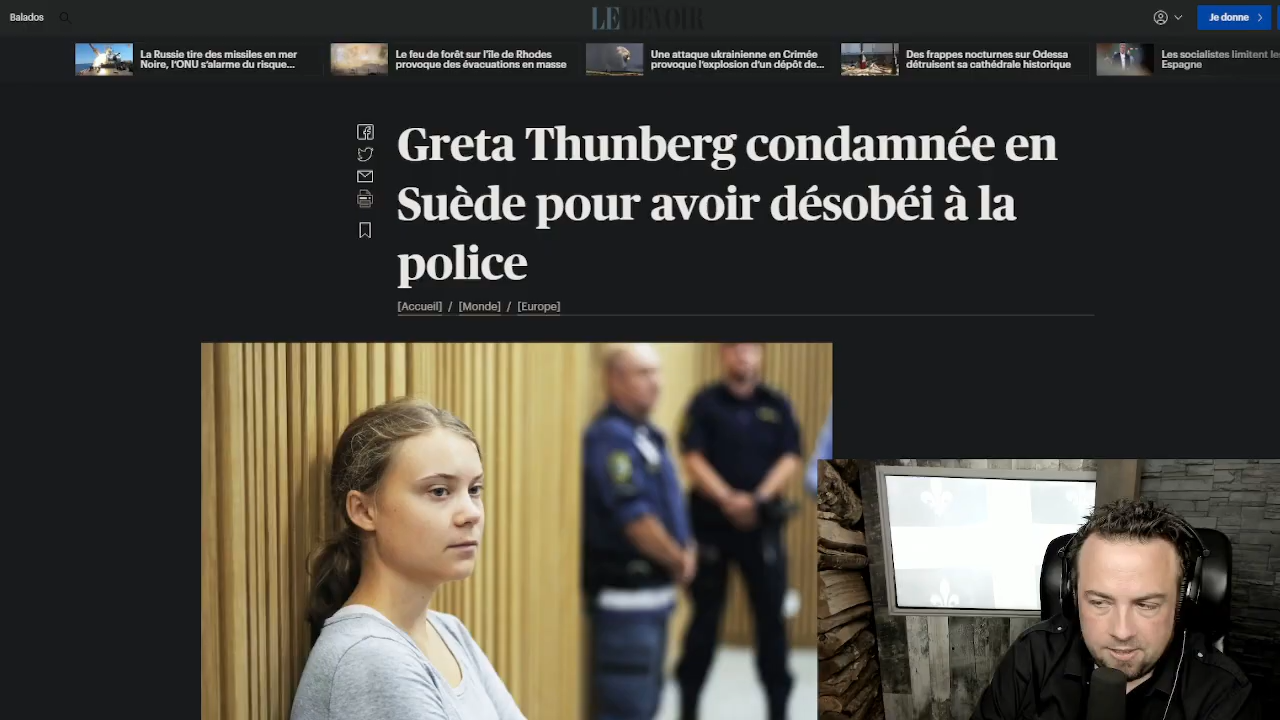 Balados
LE DEVOIR
Je donne
La Russie tire des missiles en mer
Noire, l'ONU s'alarme du risque...
Le feu de forêt sur l'île de Rhodes
provoque des évacuations en masse
Une attaque ukrainienne en Crimée
provoque l'explosion d'un dépôt de...
Des frappes nocturnes sur Odessa
détruisent sa cathédrale historique
Les socialistes limitent les
Espagne
Greta Thunberg condamnée en
Suède pour avoir désobéi à la
police
[Accueil] / [Monde] / [Europe]